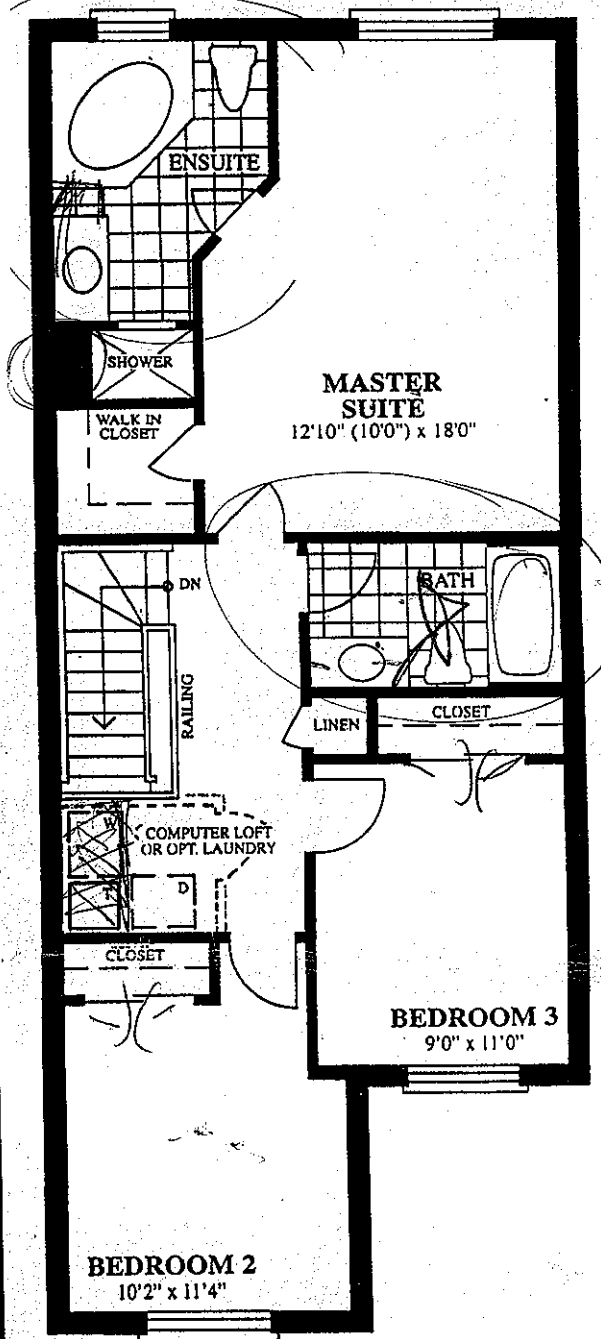 ENSUITE
SHOWER
WALK IN
CLOSET
MASTER
SUITE
12'10" (10'0") x 18'0"
DN
BATH
RAILING
LINEN
CLOSET
W
COMPUTER LOFT
OR OPT. LAUNDRY
D
CLOSET
BEDROOM 3
9'0" x 11'0"
BEDROOM 2
10'2" x 11'4"